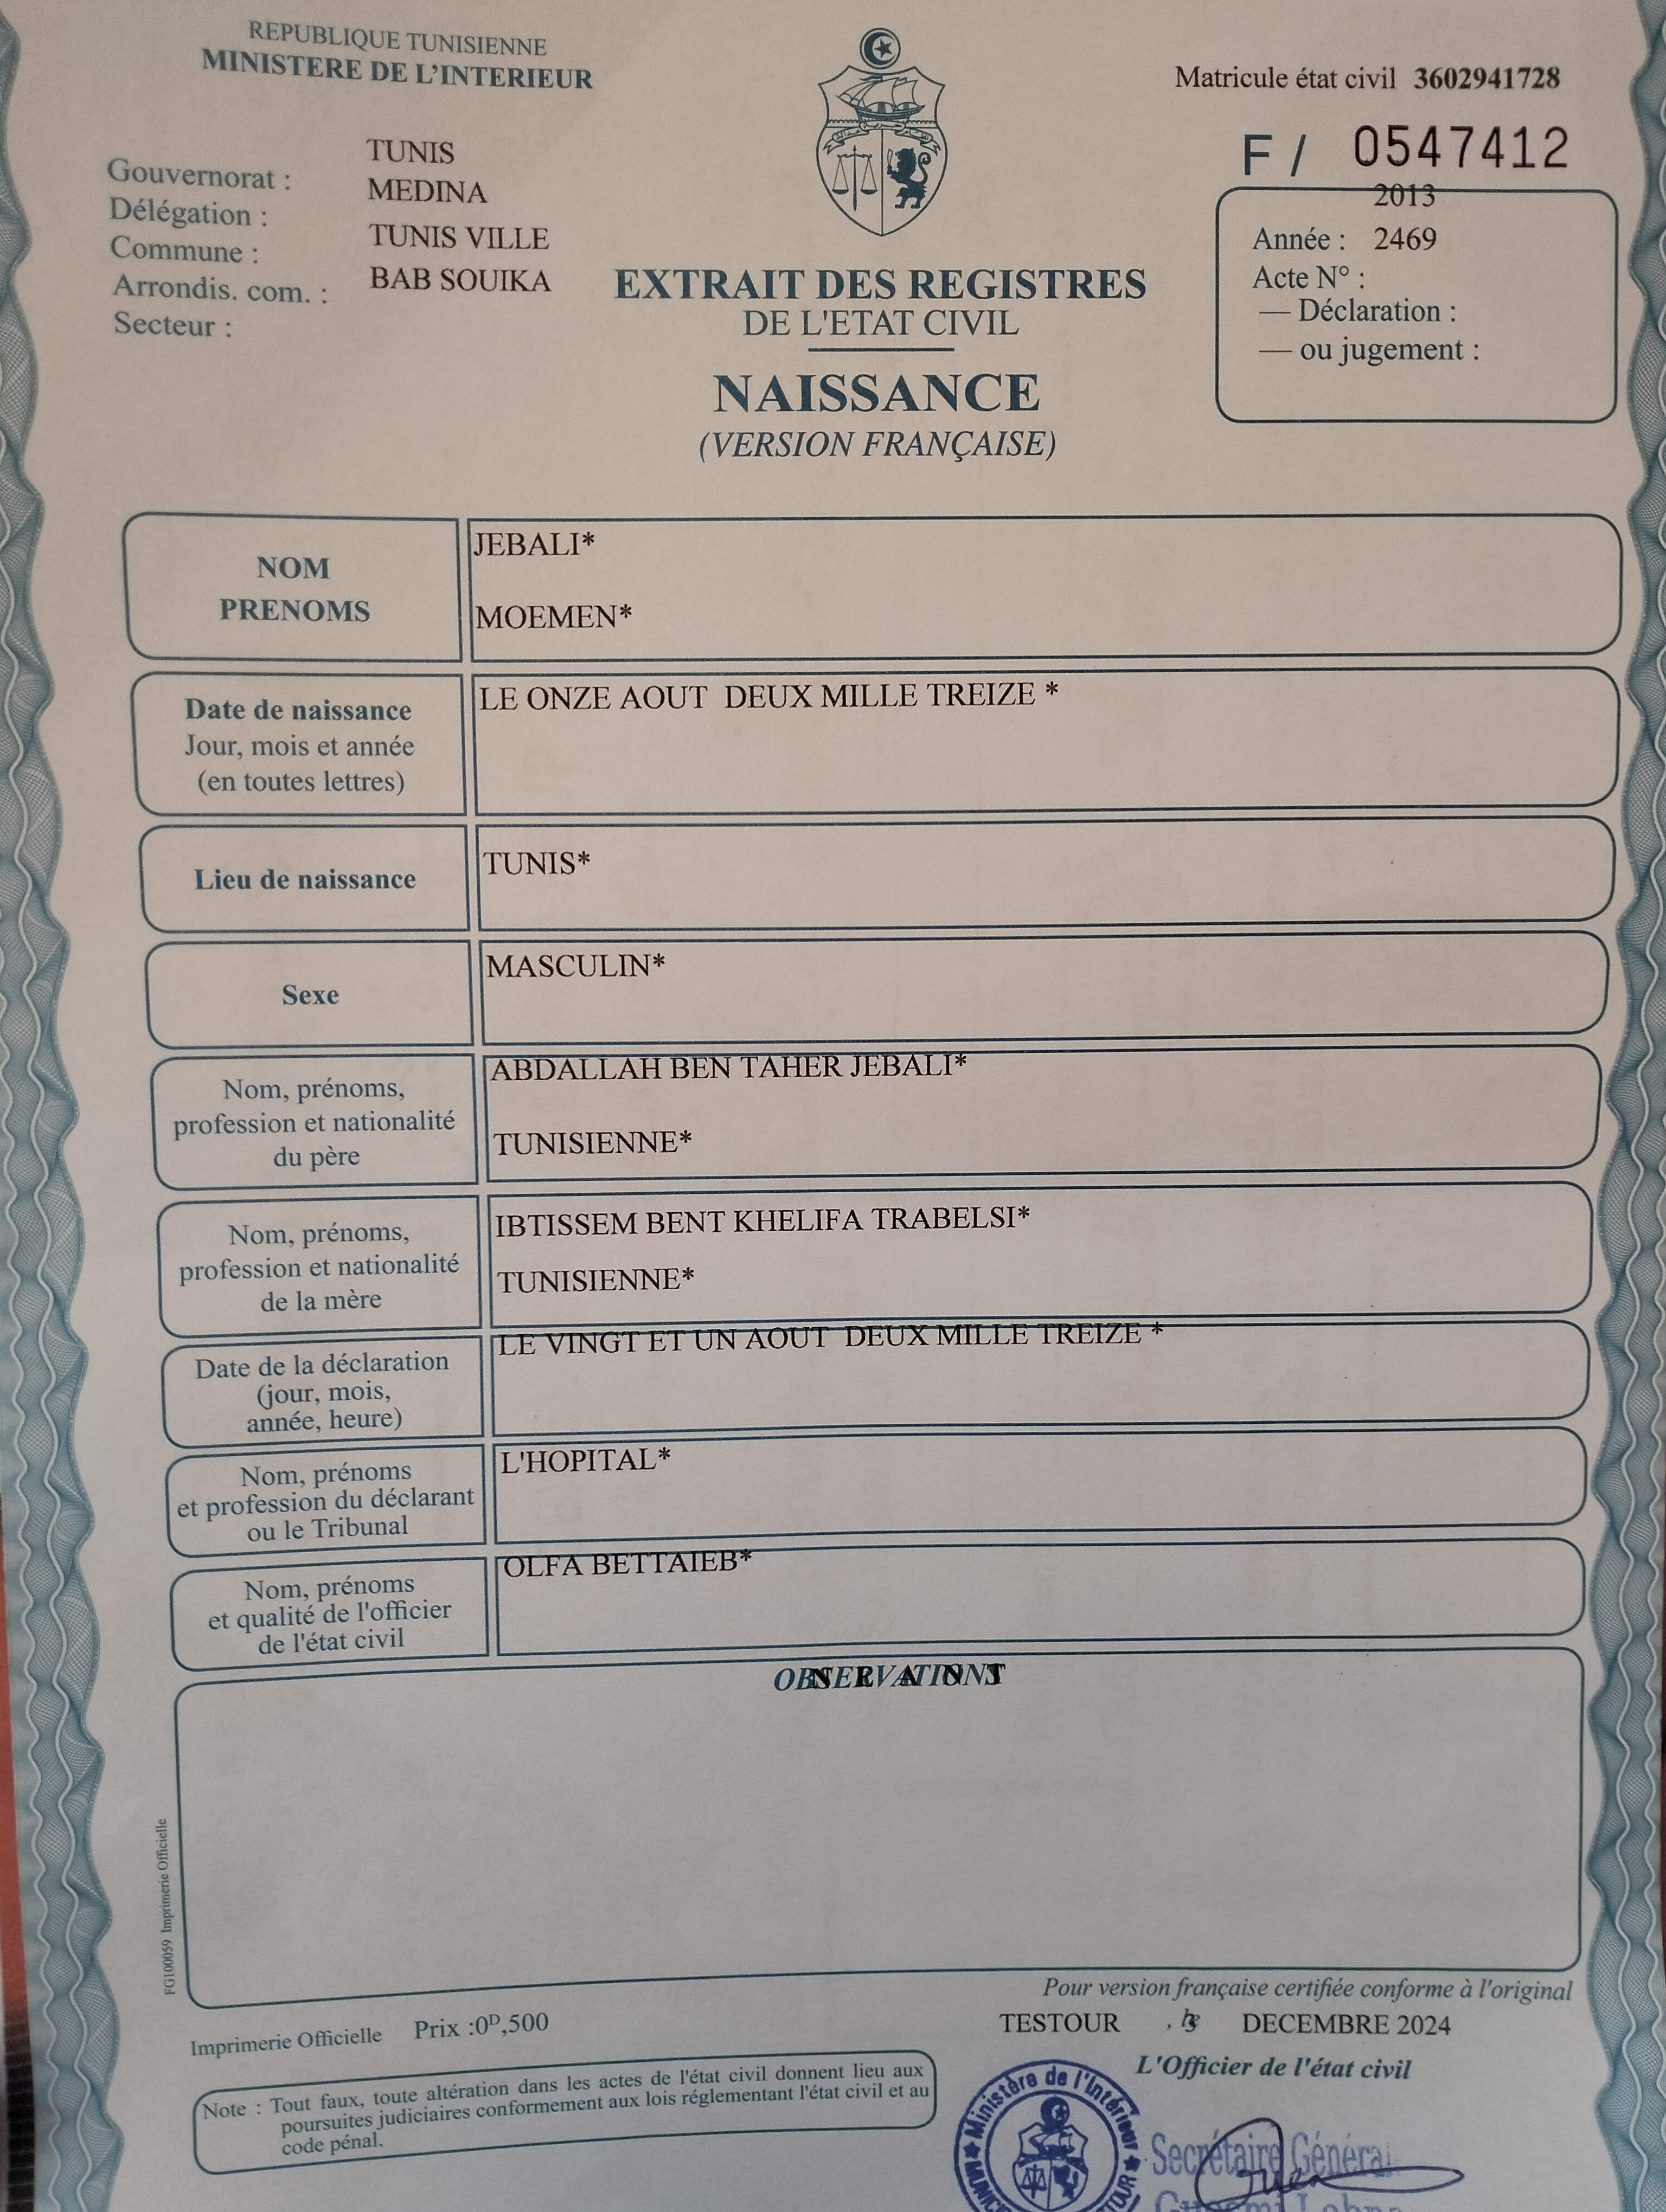 REPUBLIQUE TUNISIENNE
MINISTERE DE L'INTERIEUR
Matricule état civil 3602941728
F / 0547412
Gouvernorat : TUNIS
Délégation : MEDINA
Commune : TUNIS VILLE
Arrondis. com. : BAB SOUIKA
Secteur :
2013
Année : 2469
Acte N° :
— Déclaration :
— ou jugement :
EXTRAIT DES REGISTRES
DE L'ETAT CIVIL
NAISSANCE
(VERSION FRANÇAISE)
NOM
PRENOMS
JEBALI*
MOEMEN*
Date de naissance
Jour, mois et année
(en toutes lettres)
LE ONZE AOUT DEUX MILLE TREIZE *
Lieu de naissance
TUNIS*
Sexe
MASCULIN*
Nom, prénoms,
profession et nationalité
du père
ABDALLAH BEN TAHER JEBALI*
TUNISIENNE*
Nom, prénoms,
profession et nationalité
de la mère
IBTISSEM BENT KHELIFA TRABELSI*
TUNISIENNE*
Date de la déclaration
(jour, mois,
année, heure)
LE VINGT ET UN AOUT DEUX MILLE TREIZE *
Nom, prénoms
et profession du déclarant
ou le Tribunal
L'HOPITAL*
Nom, prénoms
et qualité de l'officier
de l'état civil
OLFA BETTAIEB*
OBSERVATIONS
FG100059 Imprimerie Officielle
Pour version française certifiée conforme à l'original
TESTOUR , DECEMBRE 2024
Imprimerie Officielle Prix :0ᴰ,500
L'Officier de l'état civil
Note : Tout faux, toute altération dans les actes de l'état civil donnent lieu aux
poursuites judiciaires conformement aux lois réglementant l'état civil et au
code pénal.
Ministère de l'Intérieur
Secrétaire Général